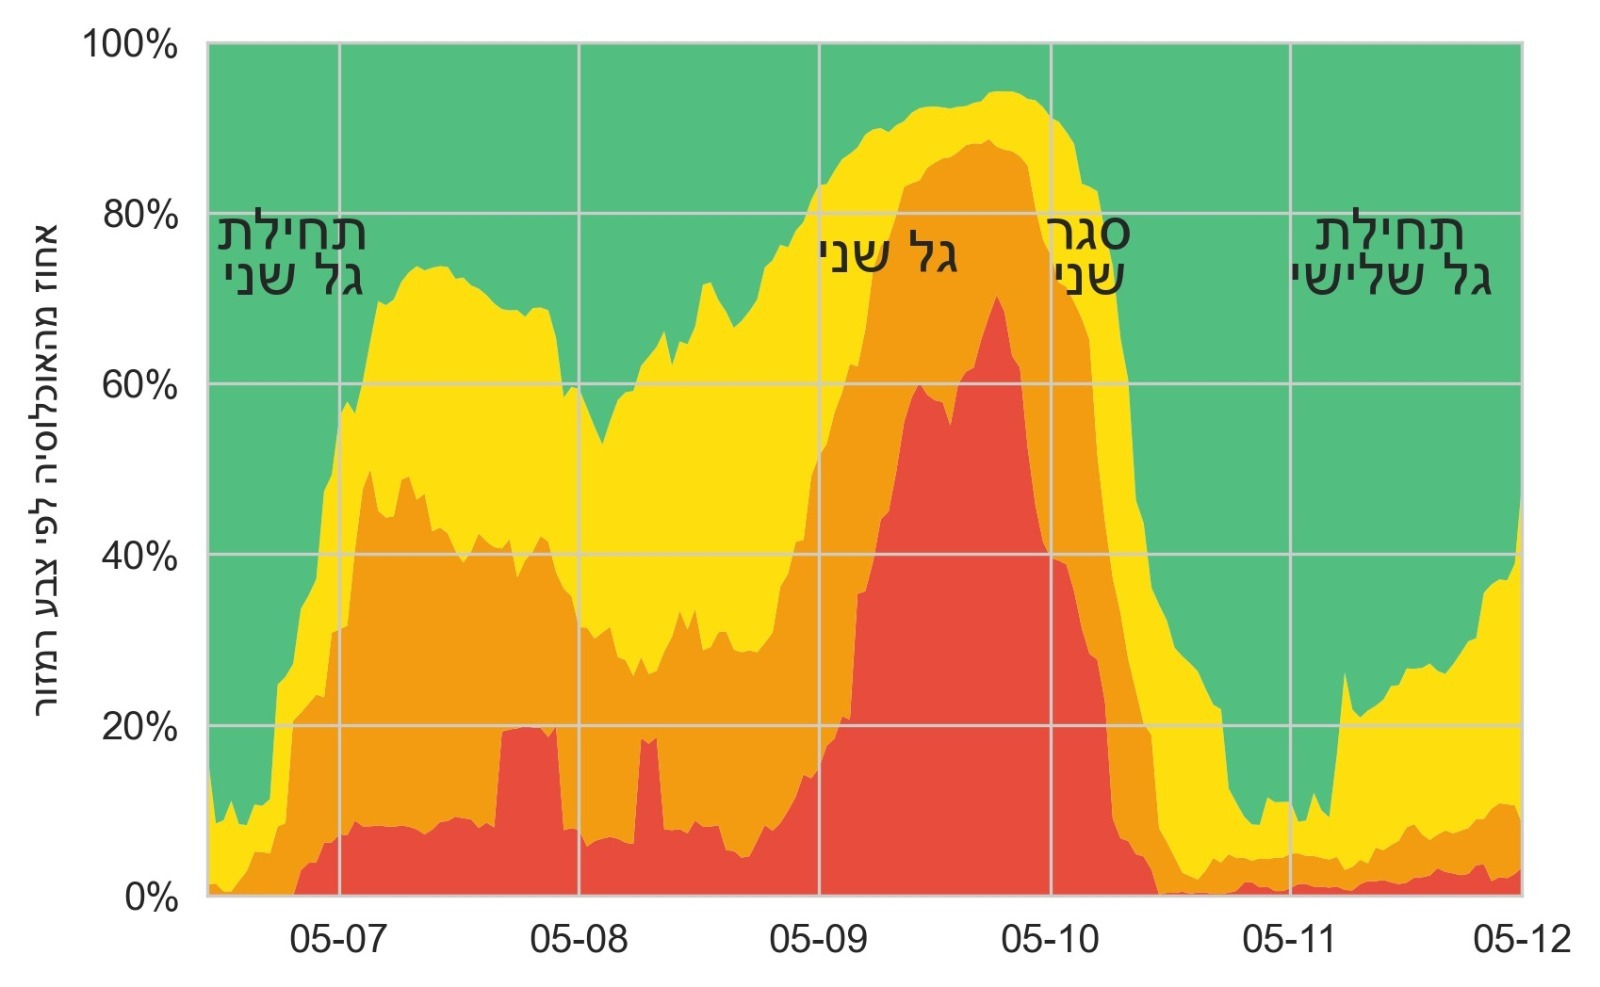 100%
80%
60%
40%
20%
0%
אחוז מהאוכלוסיה לפי צבע רמזור
תחילת
גל שני
גל שני
סגר
שני
תחילת
גל שלישי
05-07
05-08
05-09
05-10
05-11
05-12